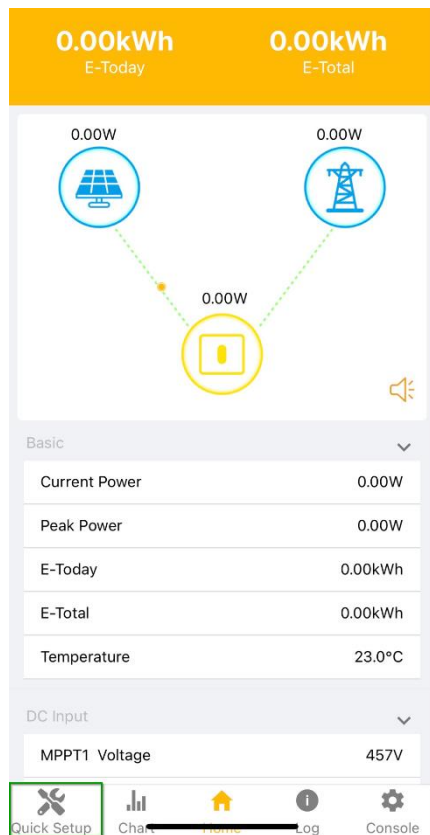 0.00kWh 0.00kWh
E-Today E-Total
0.00W 0.00W
0.00W
Basic
Current Power 0.00W
Peak Power 0.00W
E-Today 0.00kWh
E-Total 0.00kWh
Temperature 23.0°C
DC Input
MPPT1 Voltage 457V
Quick Setup Chart Home Log Console